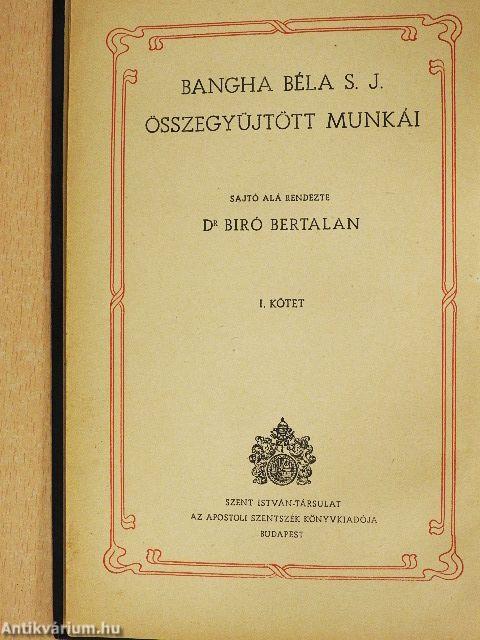 BANGHA BÉLA S. J.
ÖSSZEGYŰJTÖTT MUNKÁI
SAJTÓ ALÁ RENDEZTE
DR BIRÓ BERTALAN
I. KÖTET
SZENT ISTVÁN-TÁRSULAT
AZ APOSTOLI SZENTSZÉK KÖNYVKIADÓJA
BUDAPEST
Antikvárium.hu